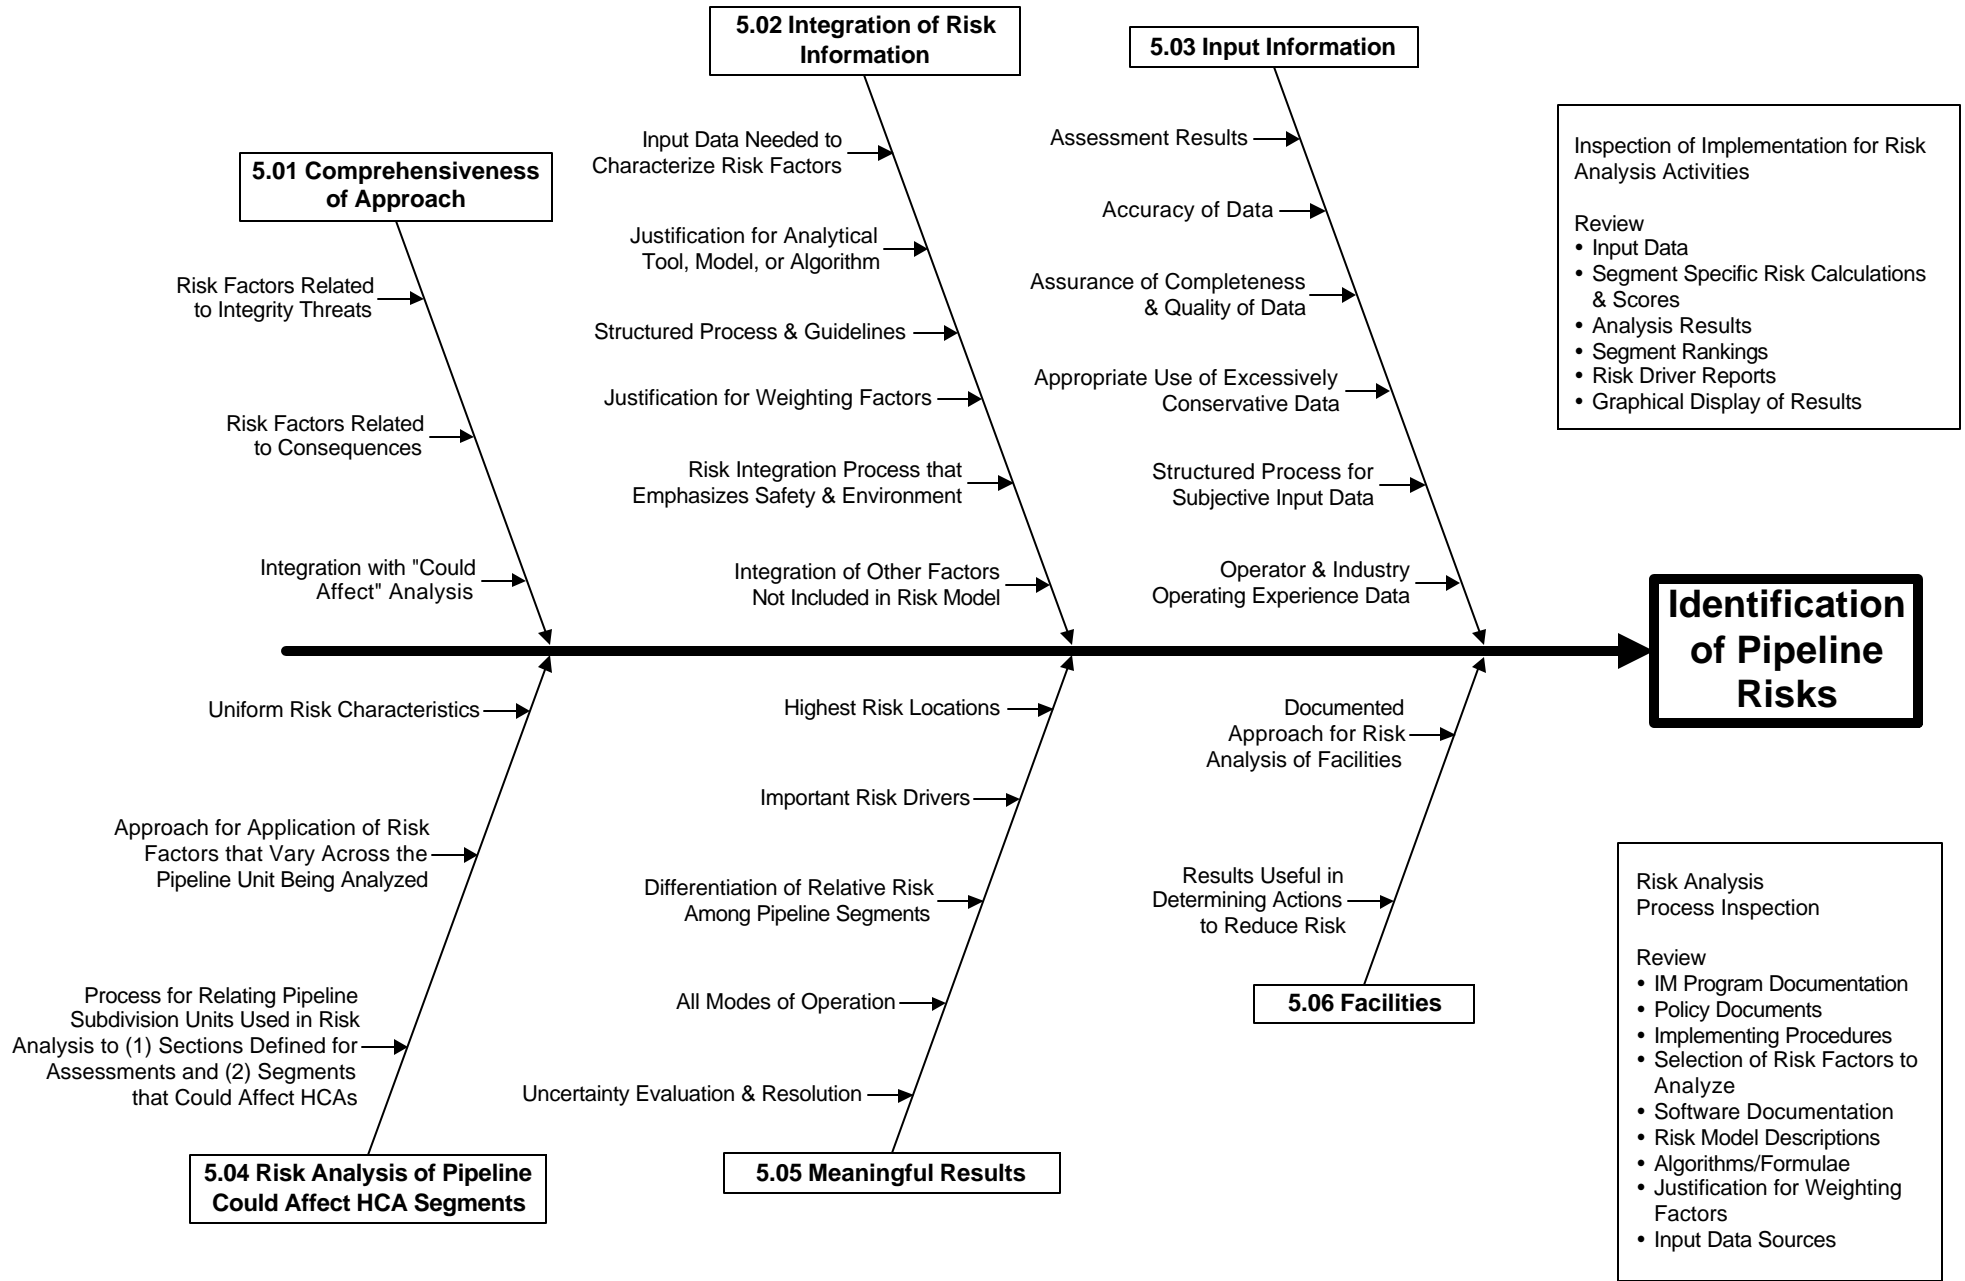 5.02 Integration of Risk
Information
5.03 Input Information
5.01 Comprehensiveness
of Approach
Risk Factors Related
to Integrity Threats
Risk Factors Related
to Consequences
Integration with "Could
Affect" Analysis
Input Data Needed to
Characterize Risk Factors
Justification for Analytical
Tool, Model, or Algorithm
Structured Process & Guidelines
Justification for Weighting Factors
Risk Integration Process that
Emphasizes Safety & Environment
Integration of Other Factors
Not Included in Risk Model
Assessment Results
Accuracy of Data
Assurance of Completeness
& Quality of Data
Appropriate Use of Excessively
Conservative Data
Structured Process for
Subjective Input Data
Operator & Industry
Operating Experience Data
Inspection of Implementation for Risk
Analysis Activities
Review
• Input Data
• Segment Specific Risk Calculations
& Scores
• Analysis Results
• Segment Rankings
• Risk Driver Reports
• Graphical Display of Results
Identification
of Pipeline
Risks
Uniform Risk Characteristics
Approach for Application of Risk
Factors that Vary Across the
Pipeline Unit Being Analyzed
Process for Relating Pipeline
Subdivision Units Used in Risk
Analysis to (1) Sections Defined for
Assessments and (2) Segments
that Could Affect HCAs
5.04 Risk Analysis of Pipeline
Could Affect HCA Segments
Highest Risk Locations
Important Risk Drivers
Differentiation of Relative Risk
Among Pipeline Segments
All Modes of Operation
Uncertainty Evaluation & Resolution
5.05 Meaningful Results
Documented
Approach for Risk
Analysis of Facilities
Results Useful in
Determining Actions
to Reduce Risk
5.06 Facilities
Risk Analysis
Process Inspection
Review
• IM Program Documentation
• Policy Documents
• Implementing Procedures
• Selection of Risk Factors to
Analyze
• Software Documentation
• Risk Model Descriptions
• Algorithms/Formulae
• Justification for Weighting
Factors
• Input Data Sources